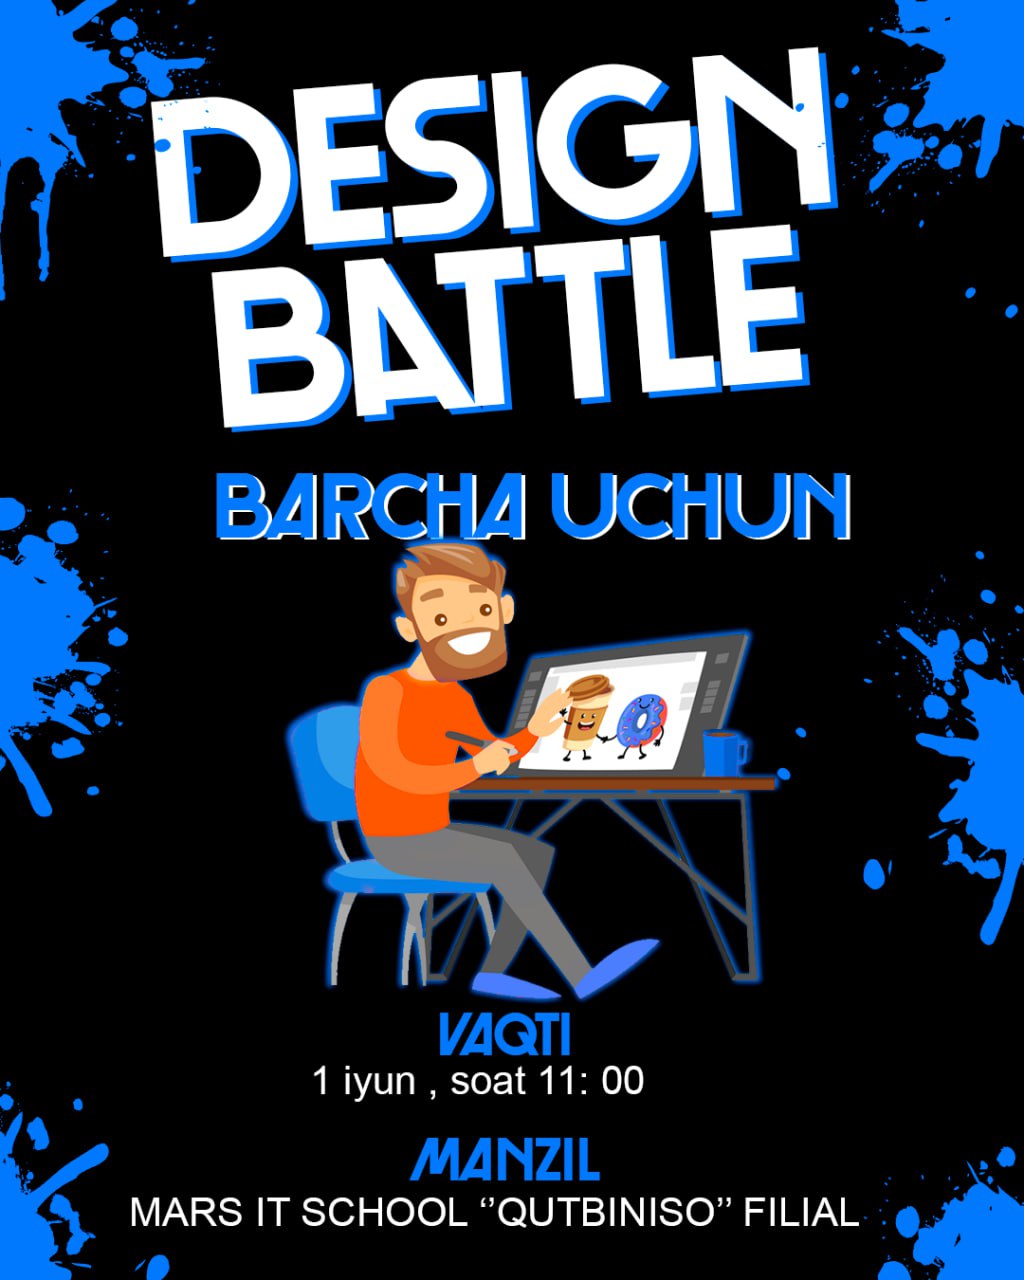 DESIGN
BATTLE
BARCHA UCHUN
VAQTI
1 iyun , soat 11: 00
MANZIL
MARS IT SCHOOL ‘’QUTBINISO’’ FILIAL